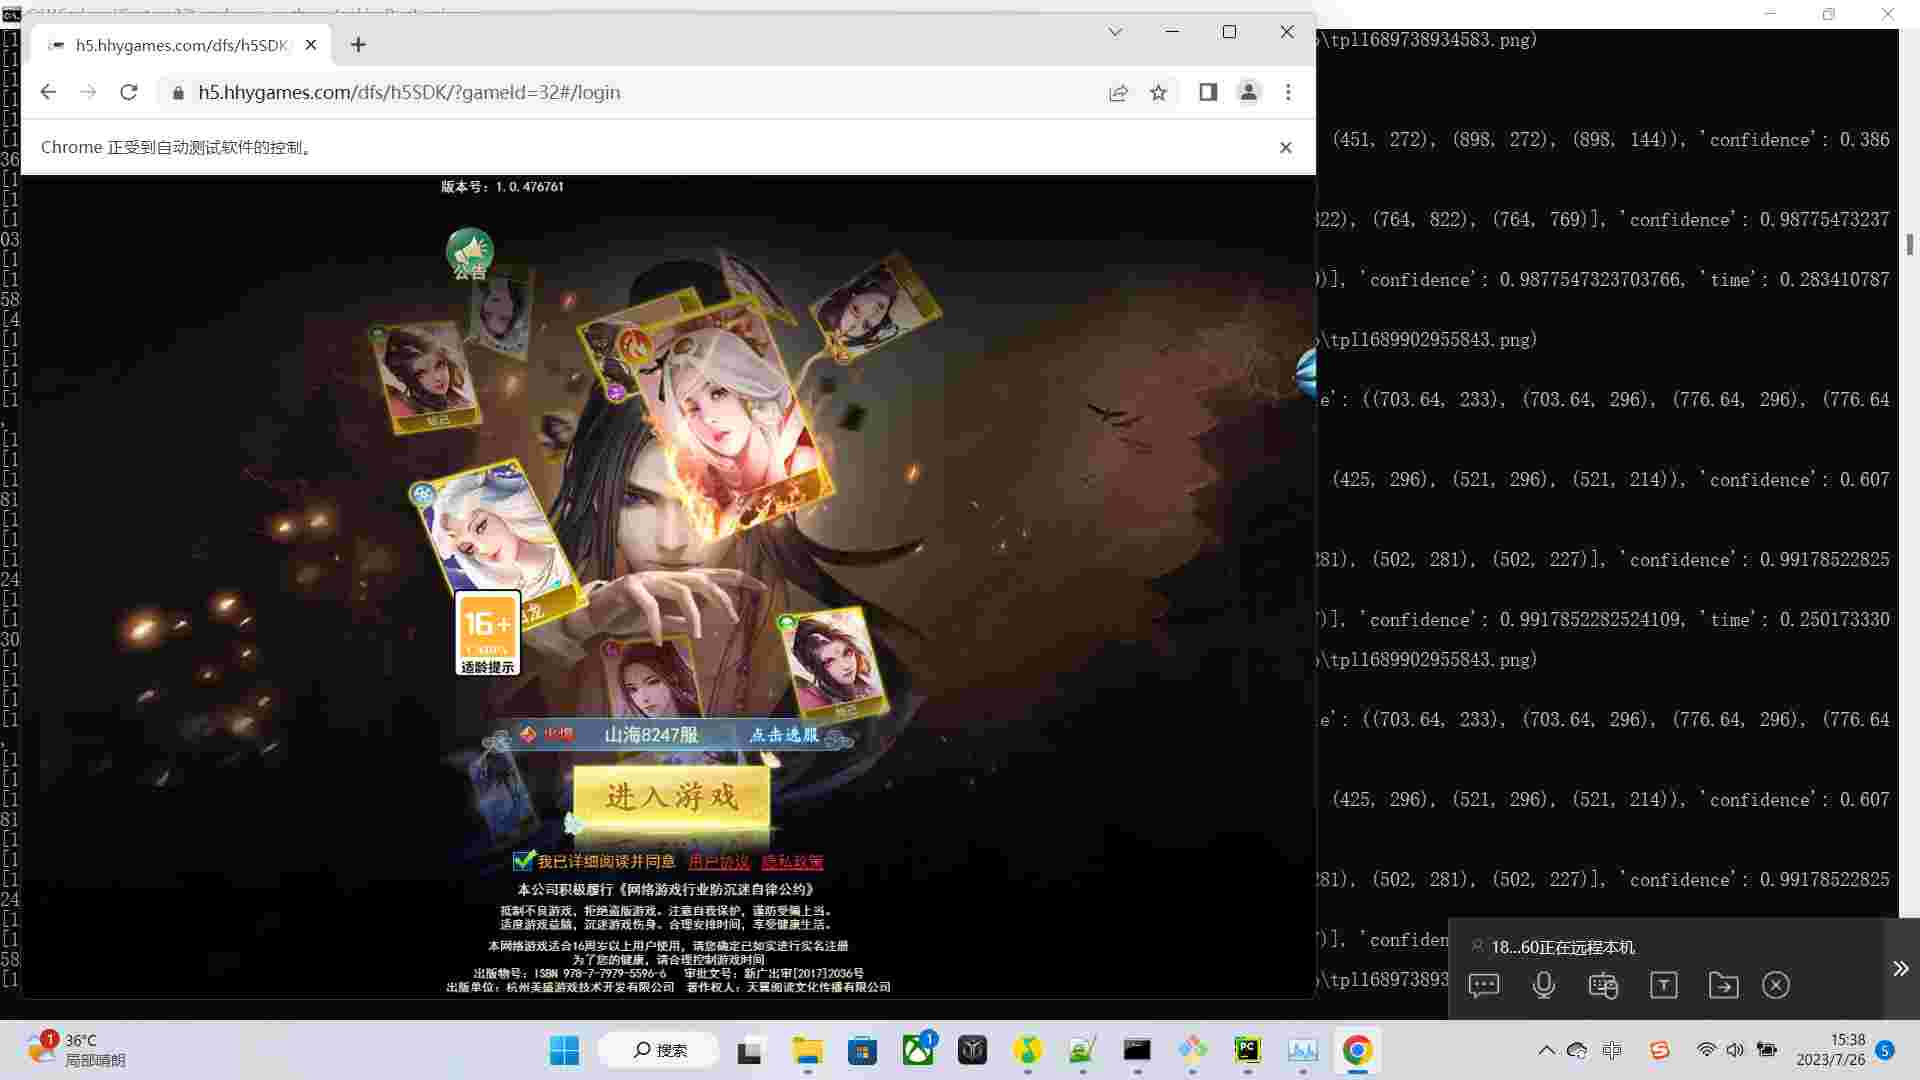 h5.hhygames.com/dfs/h5SDK
h5.hhygames.com/dfs/h5SDK/?gameId=32#/login
Chrome 正受到自动测试软件的控制。
版本号：1.0.476761
公告
16+
适龄提示
火爆 山海8247服 点击选服
进入游戏
我已详细阅读并同意 用户协议 隐私政策
本公司积极履行《网络游戏行业防沉迷自律公约》
抵制不良游戏，拒绝盗版游戏。注意自我保护，谨防受骗上当。
适度游戏益脑，沉迷游戏伤身。合理安排时间，享受健康生活。
本网络游戏适合16周岁以上用户使用，请您确定已如实进行实名注册
为了您的健康，请合理控制游戏时间
出版物号：ISBN 978-7-7979-5596-6 审批文号：新广出审[2017]2036号
出版单位：杭州美盛游戏技术开发有限公司 著作权人：天翼阅读文化传播有限公司
\tpl1689738934583.png)
(451, 272), (898, 272), (898, 144)), 'confidence': 0.386
322), (764, 822), (764, 769)], 'confidence': 0.98775473237
)], 'confidence': 0.9877547323703766, 'time': 0.283410787
\tpl1689902955843.png)
e': ((703.64, 233), (703.64, 296), (776.64, 296), (776.64
(425, 296), (521, 296), (521, 214)), 'confidence': 0.607
281), (502, 281), (502, 227)], 'confidence': 0.99178522825
)], 'confidence': 0.9917852282524109, 'time': 0.250173330
\tpl1689902955843.png)
e': ((703.64, 233), (703.64, 296), (776.64, 296), (776.64
(425, 296), (521, 296), (521, 214)), 'confidence': 0.607
281), (502, 281), (502, 227)], 'confidence': 0.99178522825
)], 'confiden
\tpl168973893
18...60正在远程本机
1
36°C
局部晴朗
搜索
1
PC
中
15:38
2023/7/26
5